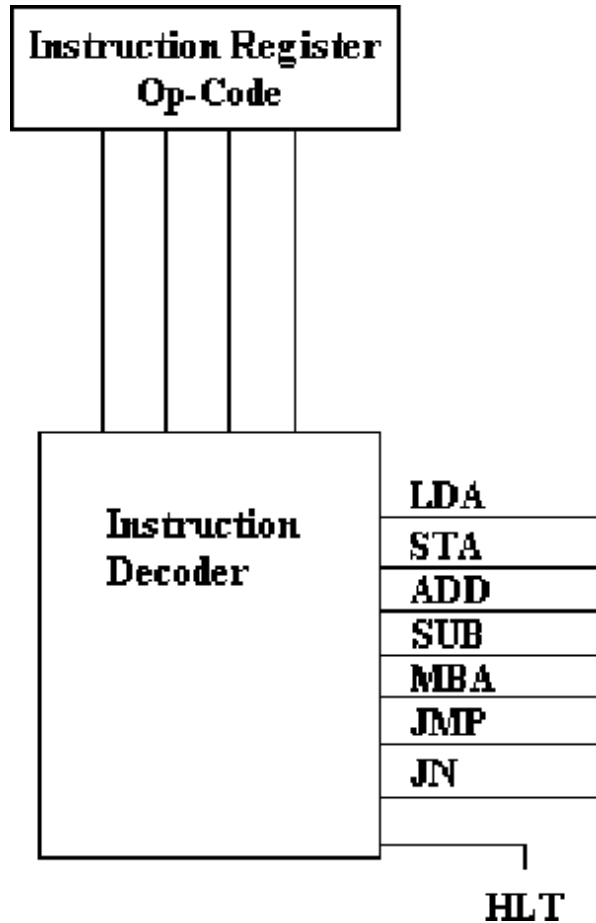 Instruction Register
Op-Code
Instruction
Decoder
LDA
STA
ADD
SUB
MBA
JMP
JN
HLT